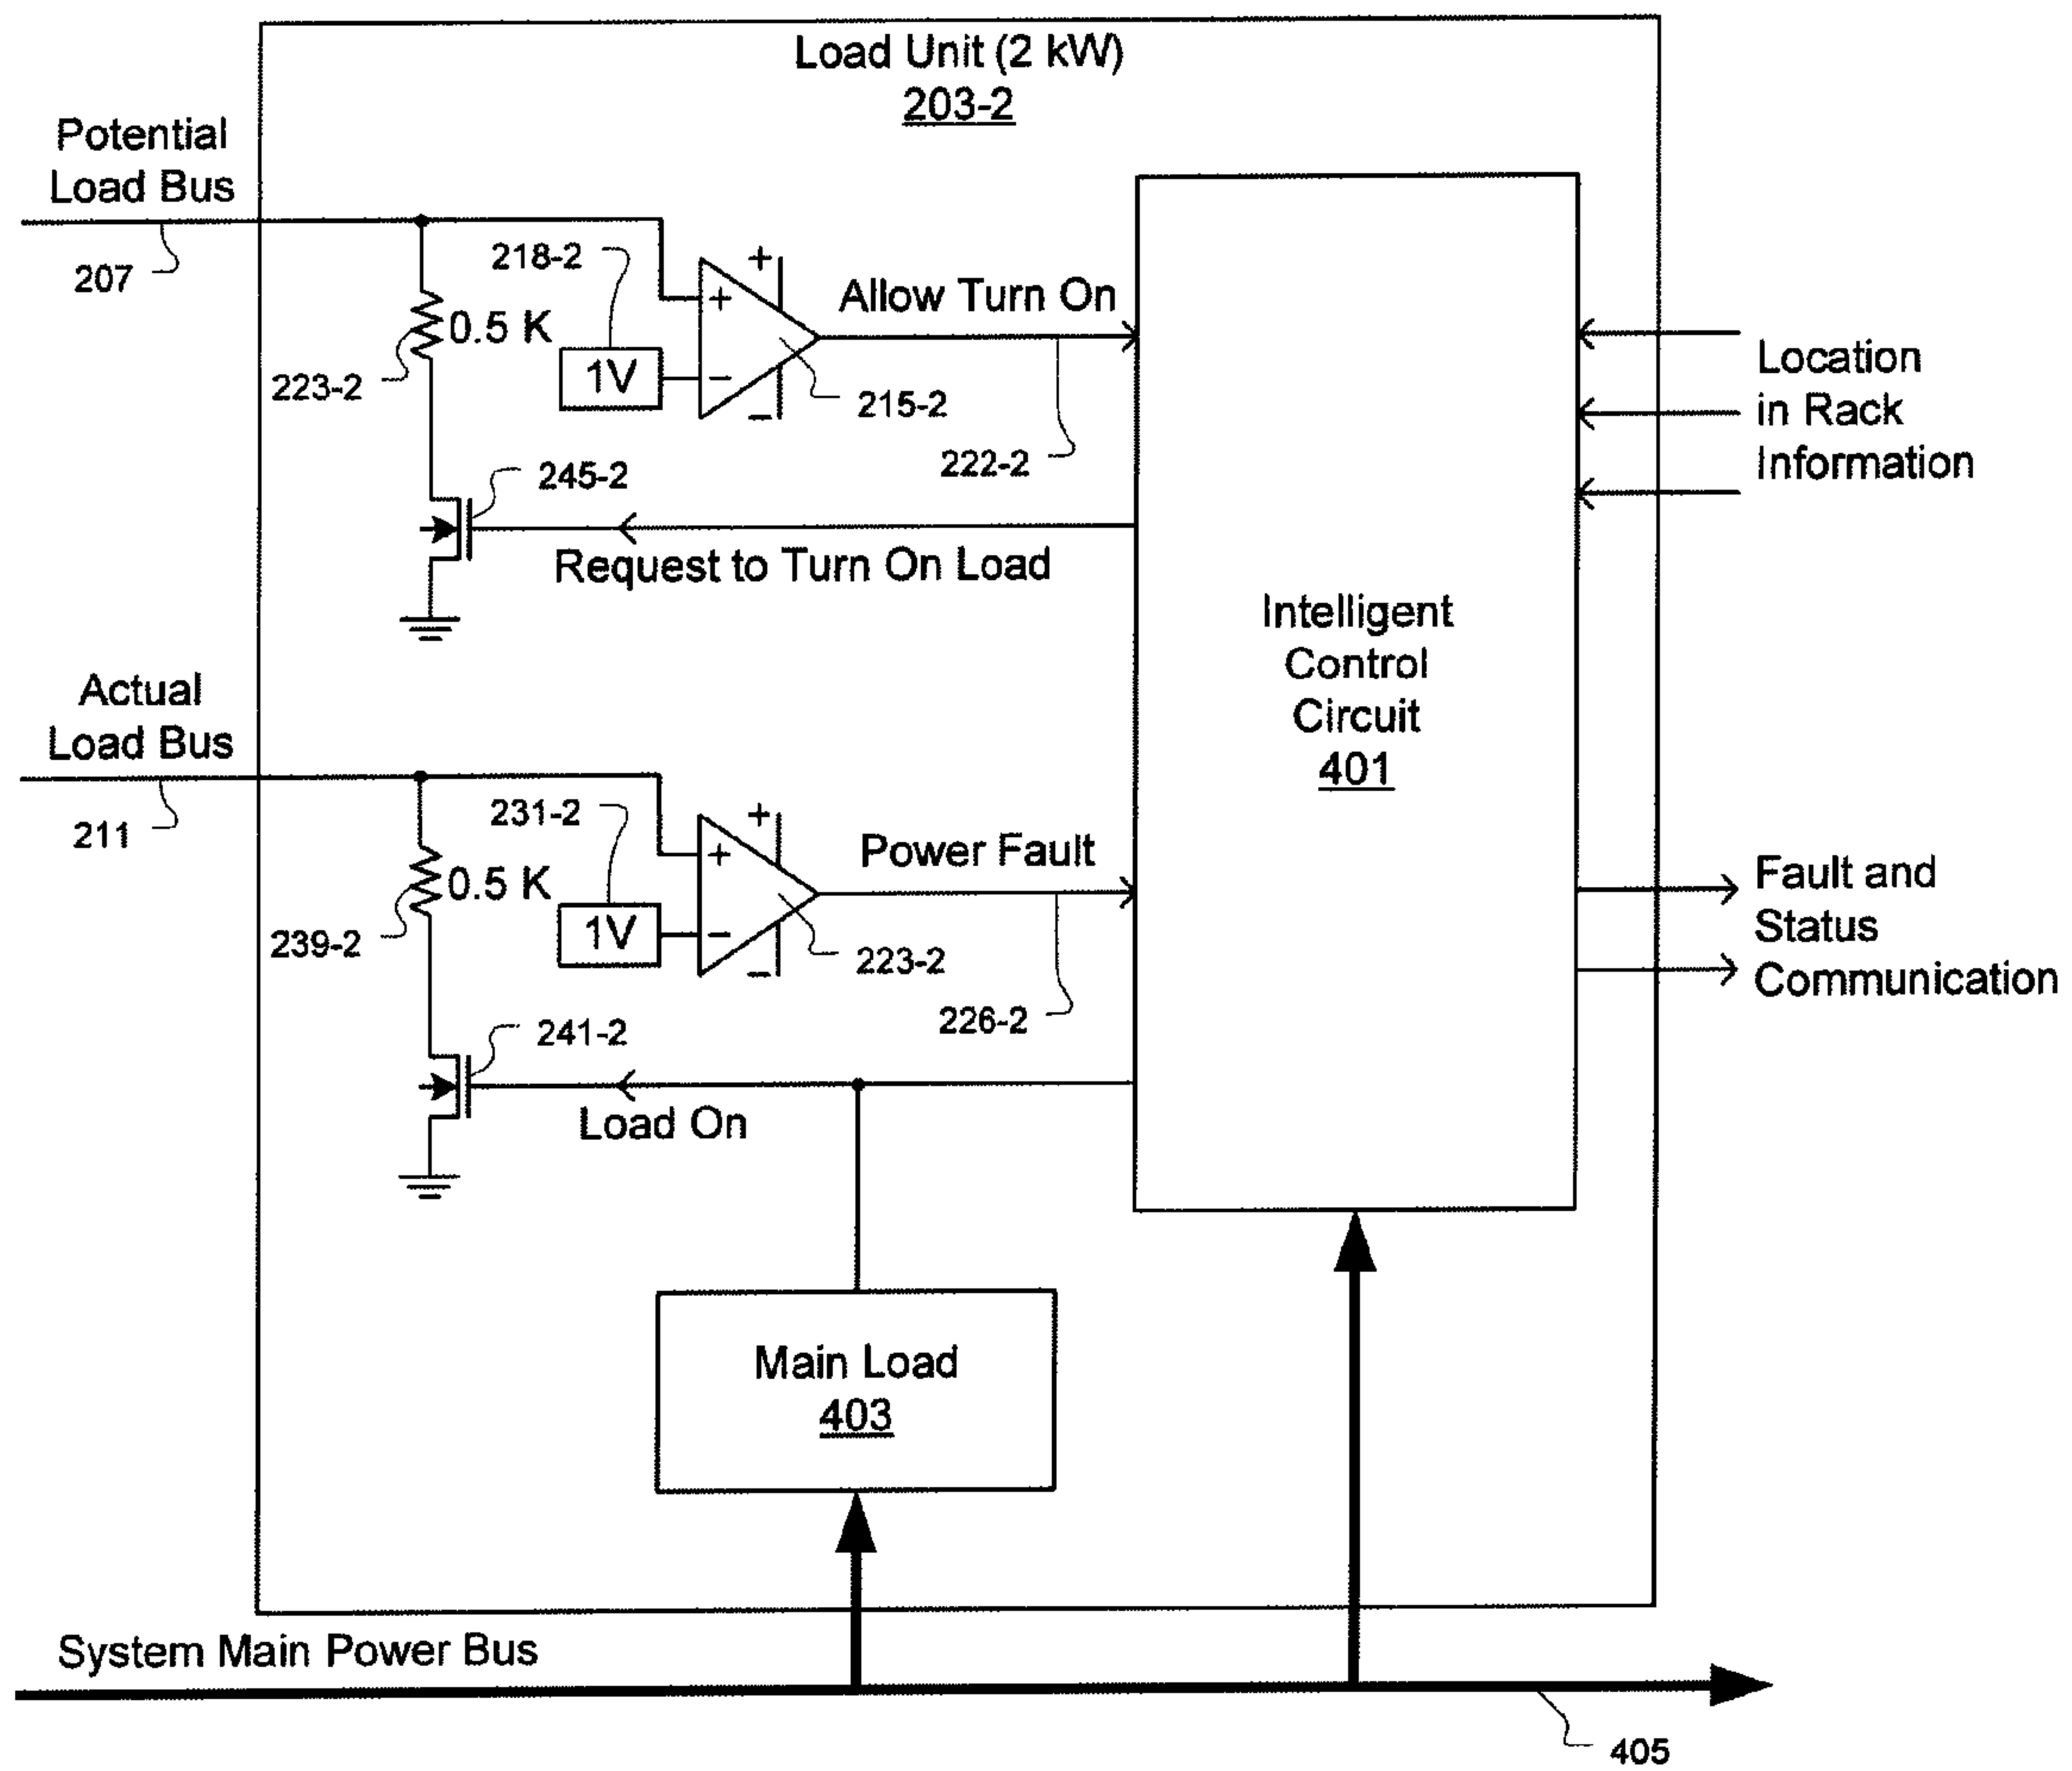 Load Unit (2 kW)
203-2
Potential
Load Bus
207
218-2
+
+
Allow Turn On
0.5 K
223-2
1V
−
−
215-2
222-2
Location
in Rack
Information
245-2
Request to Turn On Load
Intelligent
Control
Circuit
401
Actual
Load Bus
211
231-2
+
+
Power Fault
0.5 K
239-2
1V
−
−
223-2
226-2
Fault and
Status
Communication
241-2
Load On
Main Load
403
System Main Power Bus
405